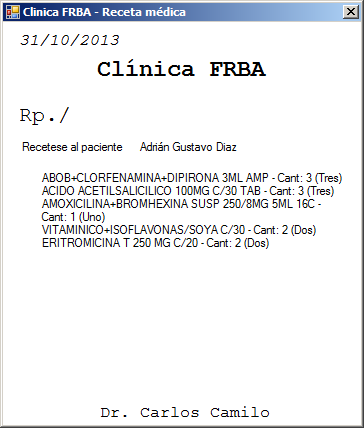 Clinica FRBA - Receta médica
31/10/2013
Clínica FRBA
Rp./
Recetese al paciente Adrián Gustavo Diaz
ABOB+CLORFENAMINA+DIPIRONA 3ML AMP - Cant: 3 (Tres)
ACIDO ACETILSALICILICO 100MG C/30 TAB - Cant: 3 (Tres)
AMOXICILINA+BROMHEXINA SUSP 250/8MG 5ML 16C -
Cant: 1 (Uno)
VITAMINICO+ISOFLAVONAS/SOYA C/30 - Cant: 2 (Dos)
ERITROMICINA T 250 MG C/20 - Cant: 2 (Dos)
Dr. Carlos Camilo